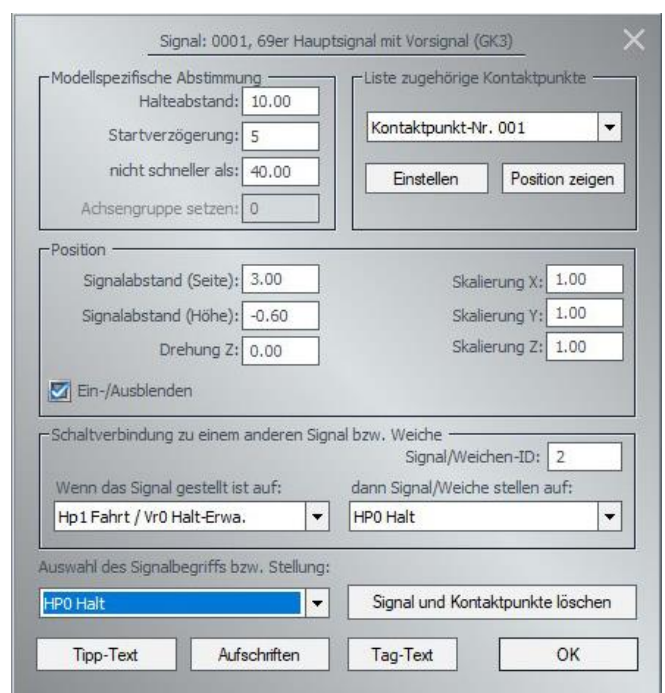 Signal: 0001, 69er Hauptsignal mit Vorsignal (GK3)
Modellspezifische Abstimmung
Halteabstand: 10.00
Startverzögerung: 5
nicht schneller als: 40.00
Achsengruppe setzen: 0
Liste zugehörige Kontaktpunkte
Kontaktpunkt-Nr. 001
Einstellen Position zeigen
Position
Signalabstand (Seite): 3.00 Skalierung X: 1.00
Signalabstand (Höhe): -0.60 Skalierung Y: 1.00
Drehung Z: 0.00 Skalierung Z: 1.00
Ein-/Ausblenden
Schaltverbindung zu einem anderen Signal bzw. Weiche
Signal/Weichen-ID: 2
Wenn das Signal gestellt ist auf: dann Signal/Weiche stellen auf:
Hp1 Fahrt / Vr0 Halt-Erwa. HP0 Halt
Auswahl des Signalbegriffs bzw. Stellung:
HP0 Halt Signal und Kontaktpunkte löschen
Tipp-Text Aufschriften Tag-Text OK